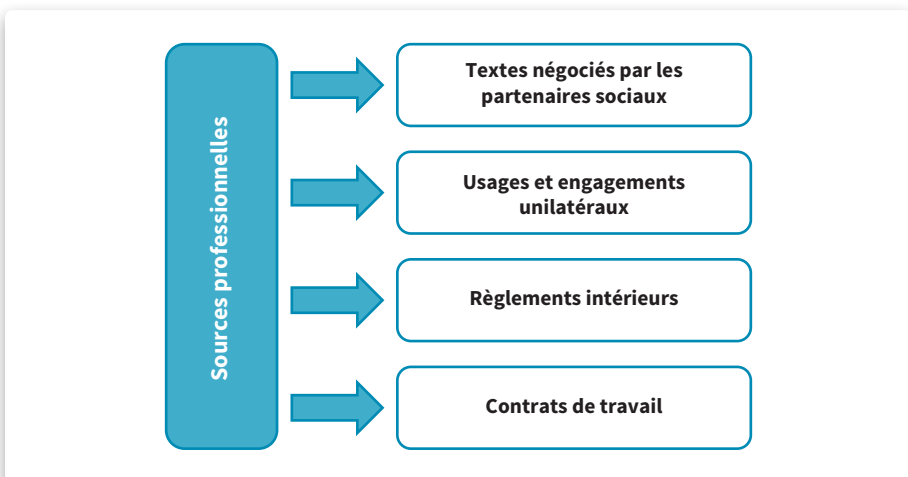 Sources professionnelles
Textes négociés par les
partenaires sociaux
Usages et engagements
unilatéraux
Règlements intérieurs
Contrats de travail